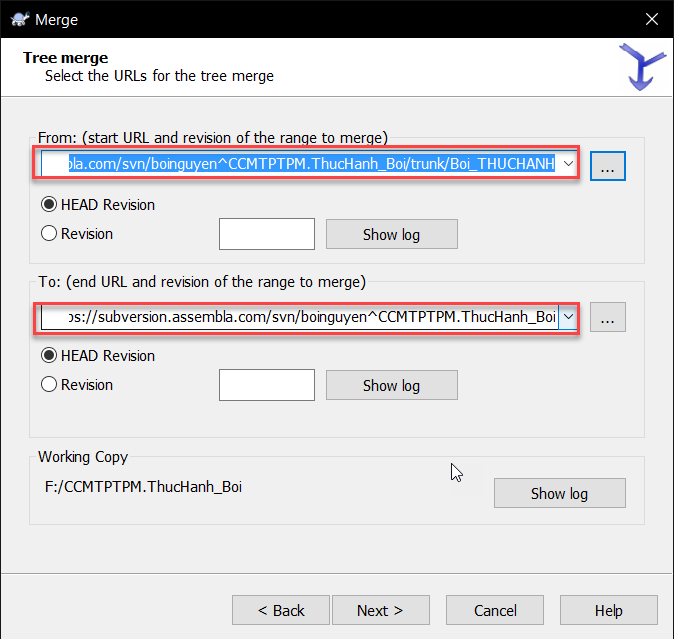 Merge
Tree merge
Select the URLs for the tree merge
From: (start URL and revision of the range to merge)
bla.com/svn/boinguyen^CCMTPTPM.ThucHanh_Boi/trunk/Boi_THUCHANH
...
HEAD Revision
Revision
Show log
To: (end URL and revision of the range to merge)
ps://subversion.assembla.com/svn/boinguyen^CCMTPTPM.ThucHanh_Boi
...
HEAD Revision
Revision
Show log
Working Copy
F:/CCMTPTPM.ThucHanh_Boi
Show log
< Back
Next >
Cancel
Help